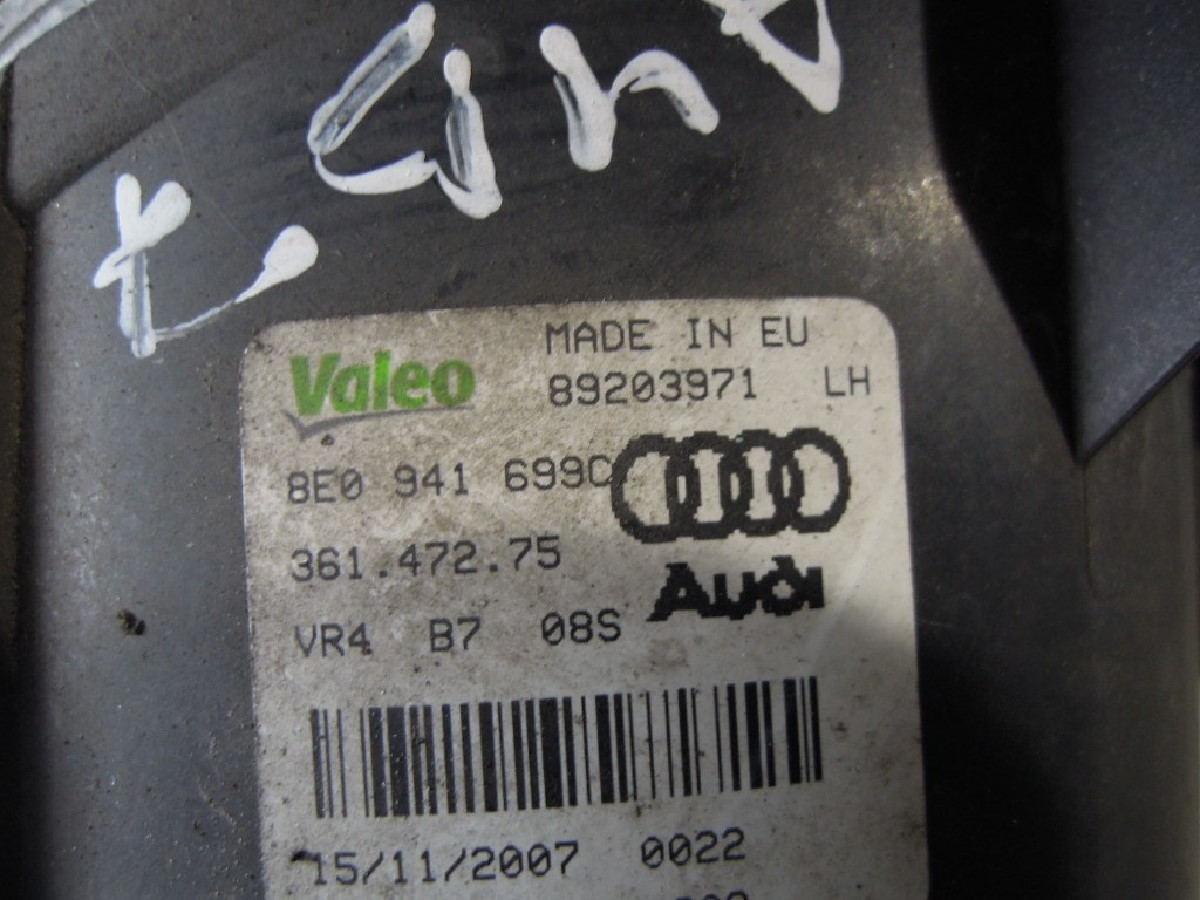 Valeo
MADE IN EU
89203971 LH
8E0 941 699C
361.472.75
Audi
VR4 B7 08S
15/11/2007 0022